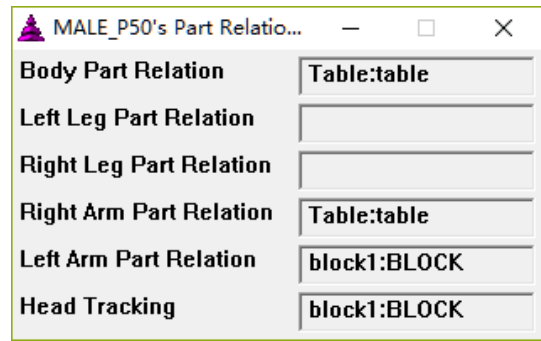 MALE_P50's Part Relatio...
Body Part Relation Table:table
Left Leg Part Relation
Right Leg Part Relation
Right Arm Part Relation Table:table
Left Arm Part Relation block1:BLOCK
Head Tracking block1:BLOCK